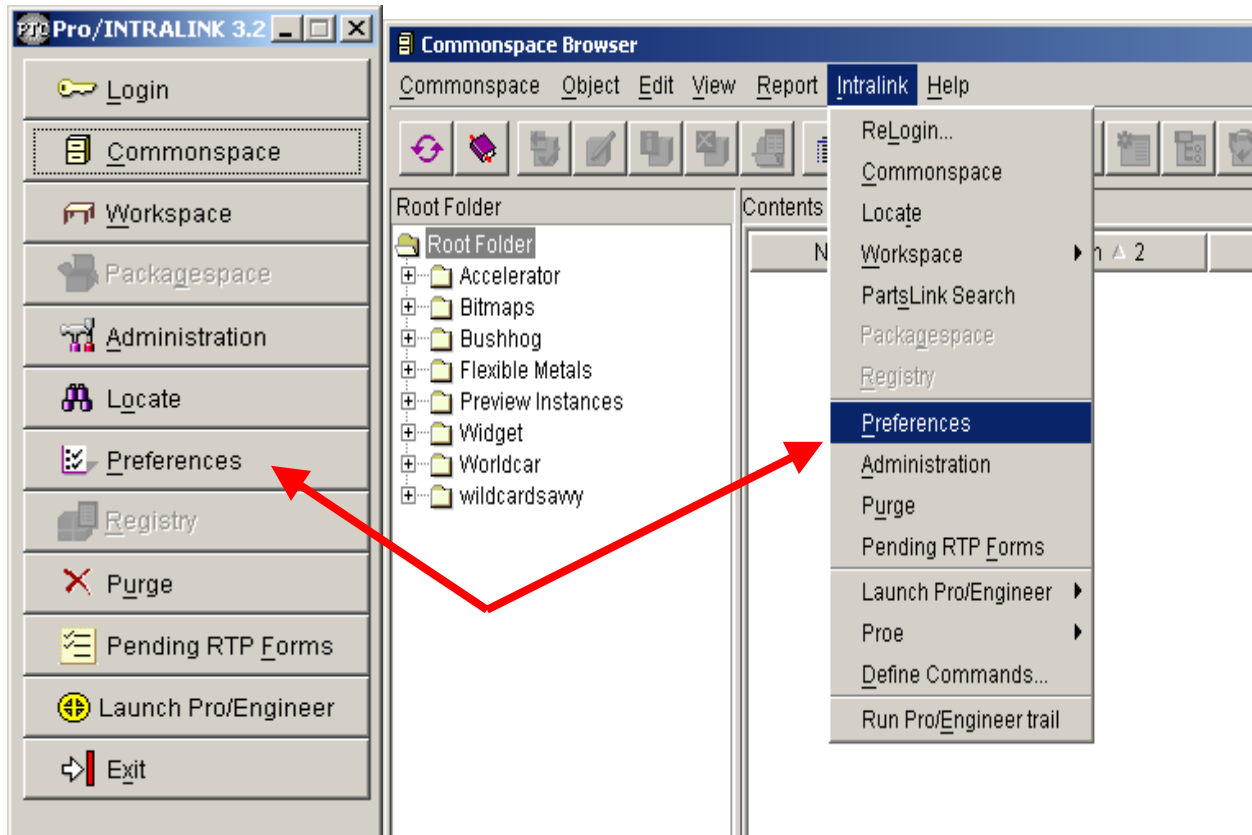 PTC Pro/INTRALINK 3.2
Login
Commonspace
Workspace
Packagespace
Administration
Locate
Preferences
Registry
Purge
Pending RTP Forms
Launch Pro/Engineer
Exit
Commonspace Browser
Commonspace Object Edit View Report Intralink Help
Root Folder
Root Folder
Accelerator
Bitmaps
Bushhog
Flexible Metals
Preview Instances
Widget
Worldcar
wildcardsavvy
Contents
N
n 2
ReLogin...
Commonspace
Locate
Workspace
PartsLink Search
Packagespace
Registry
Preferences
Administration
Purge
Pending RTP Forms
Launch Pro/Engineer
Proe
Define Commands...
Run Pro/Engineer trail